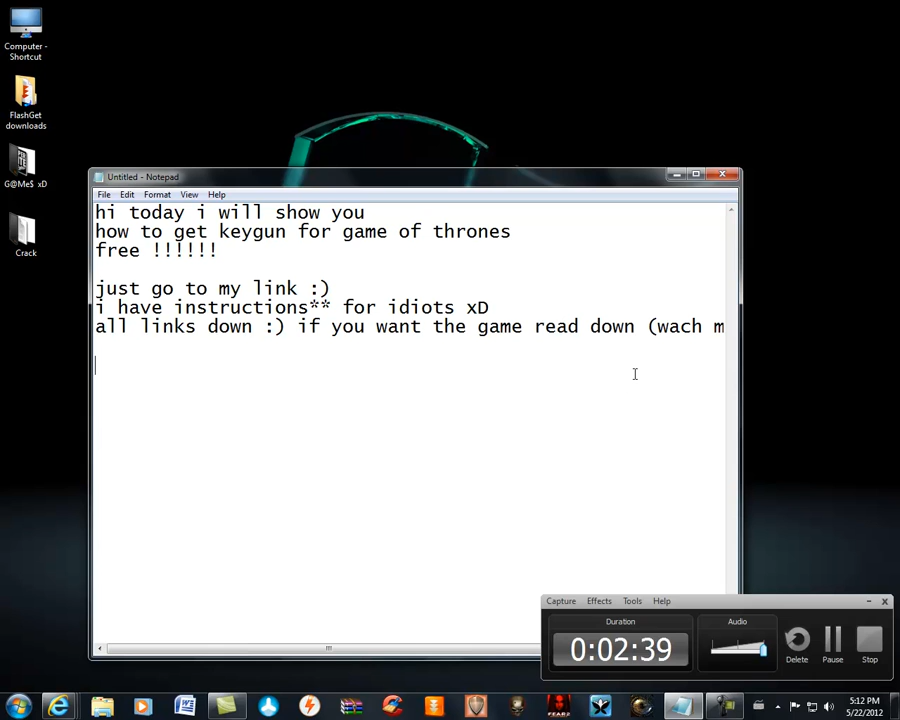 Computer -
Shortcut
FlashGet
downloads
G@Me$ xD
Crack
Untitled - Notepad
File Edit Format View Help
hi today i will show you
how to get keygun for game of thrones
free !!!!!!
just go to my link :)
i have instructions** for idiots xD
all links down :) if you want the game read down (wach m
Capture Effects Tools Help
Duration
Audio
0:02:39
Delete
Pause
Stop
5:12 PM
5/22/2012